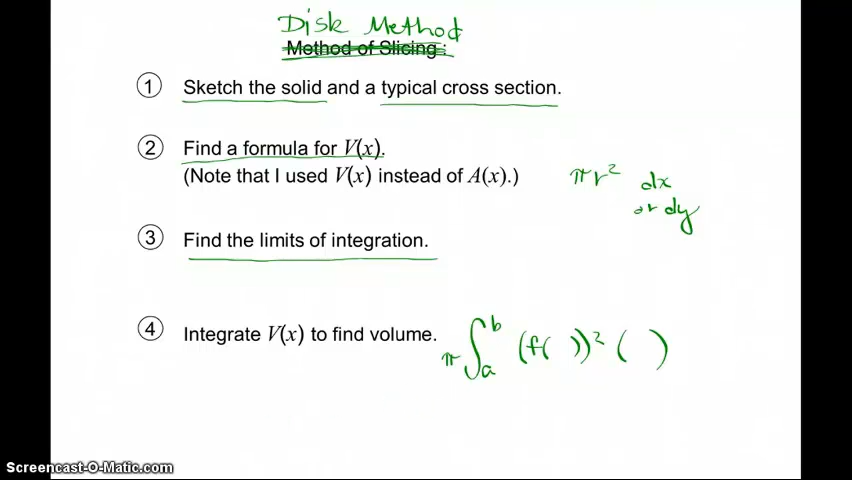 Disk Method
Method of Slicing:
① Sketch the solid and a typical cross section.
② Find a formula for V(x).
(Note that I used V(x) instead of A(x).) πr² dx
or dy
③ Find the limits of integration.
④ Integrate V(x) to find volume. π∫ₐᵇ (f( ))² ( )
Screencast-O-Matic.com